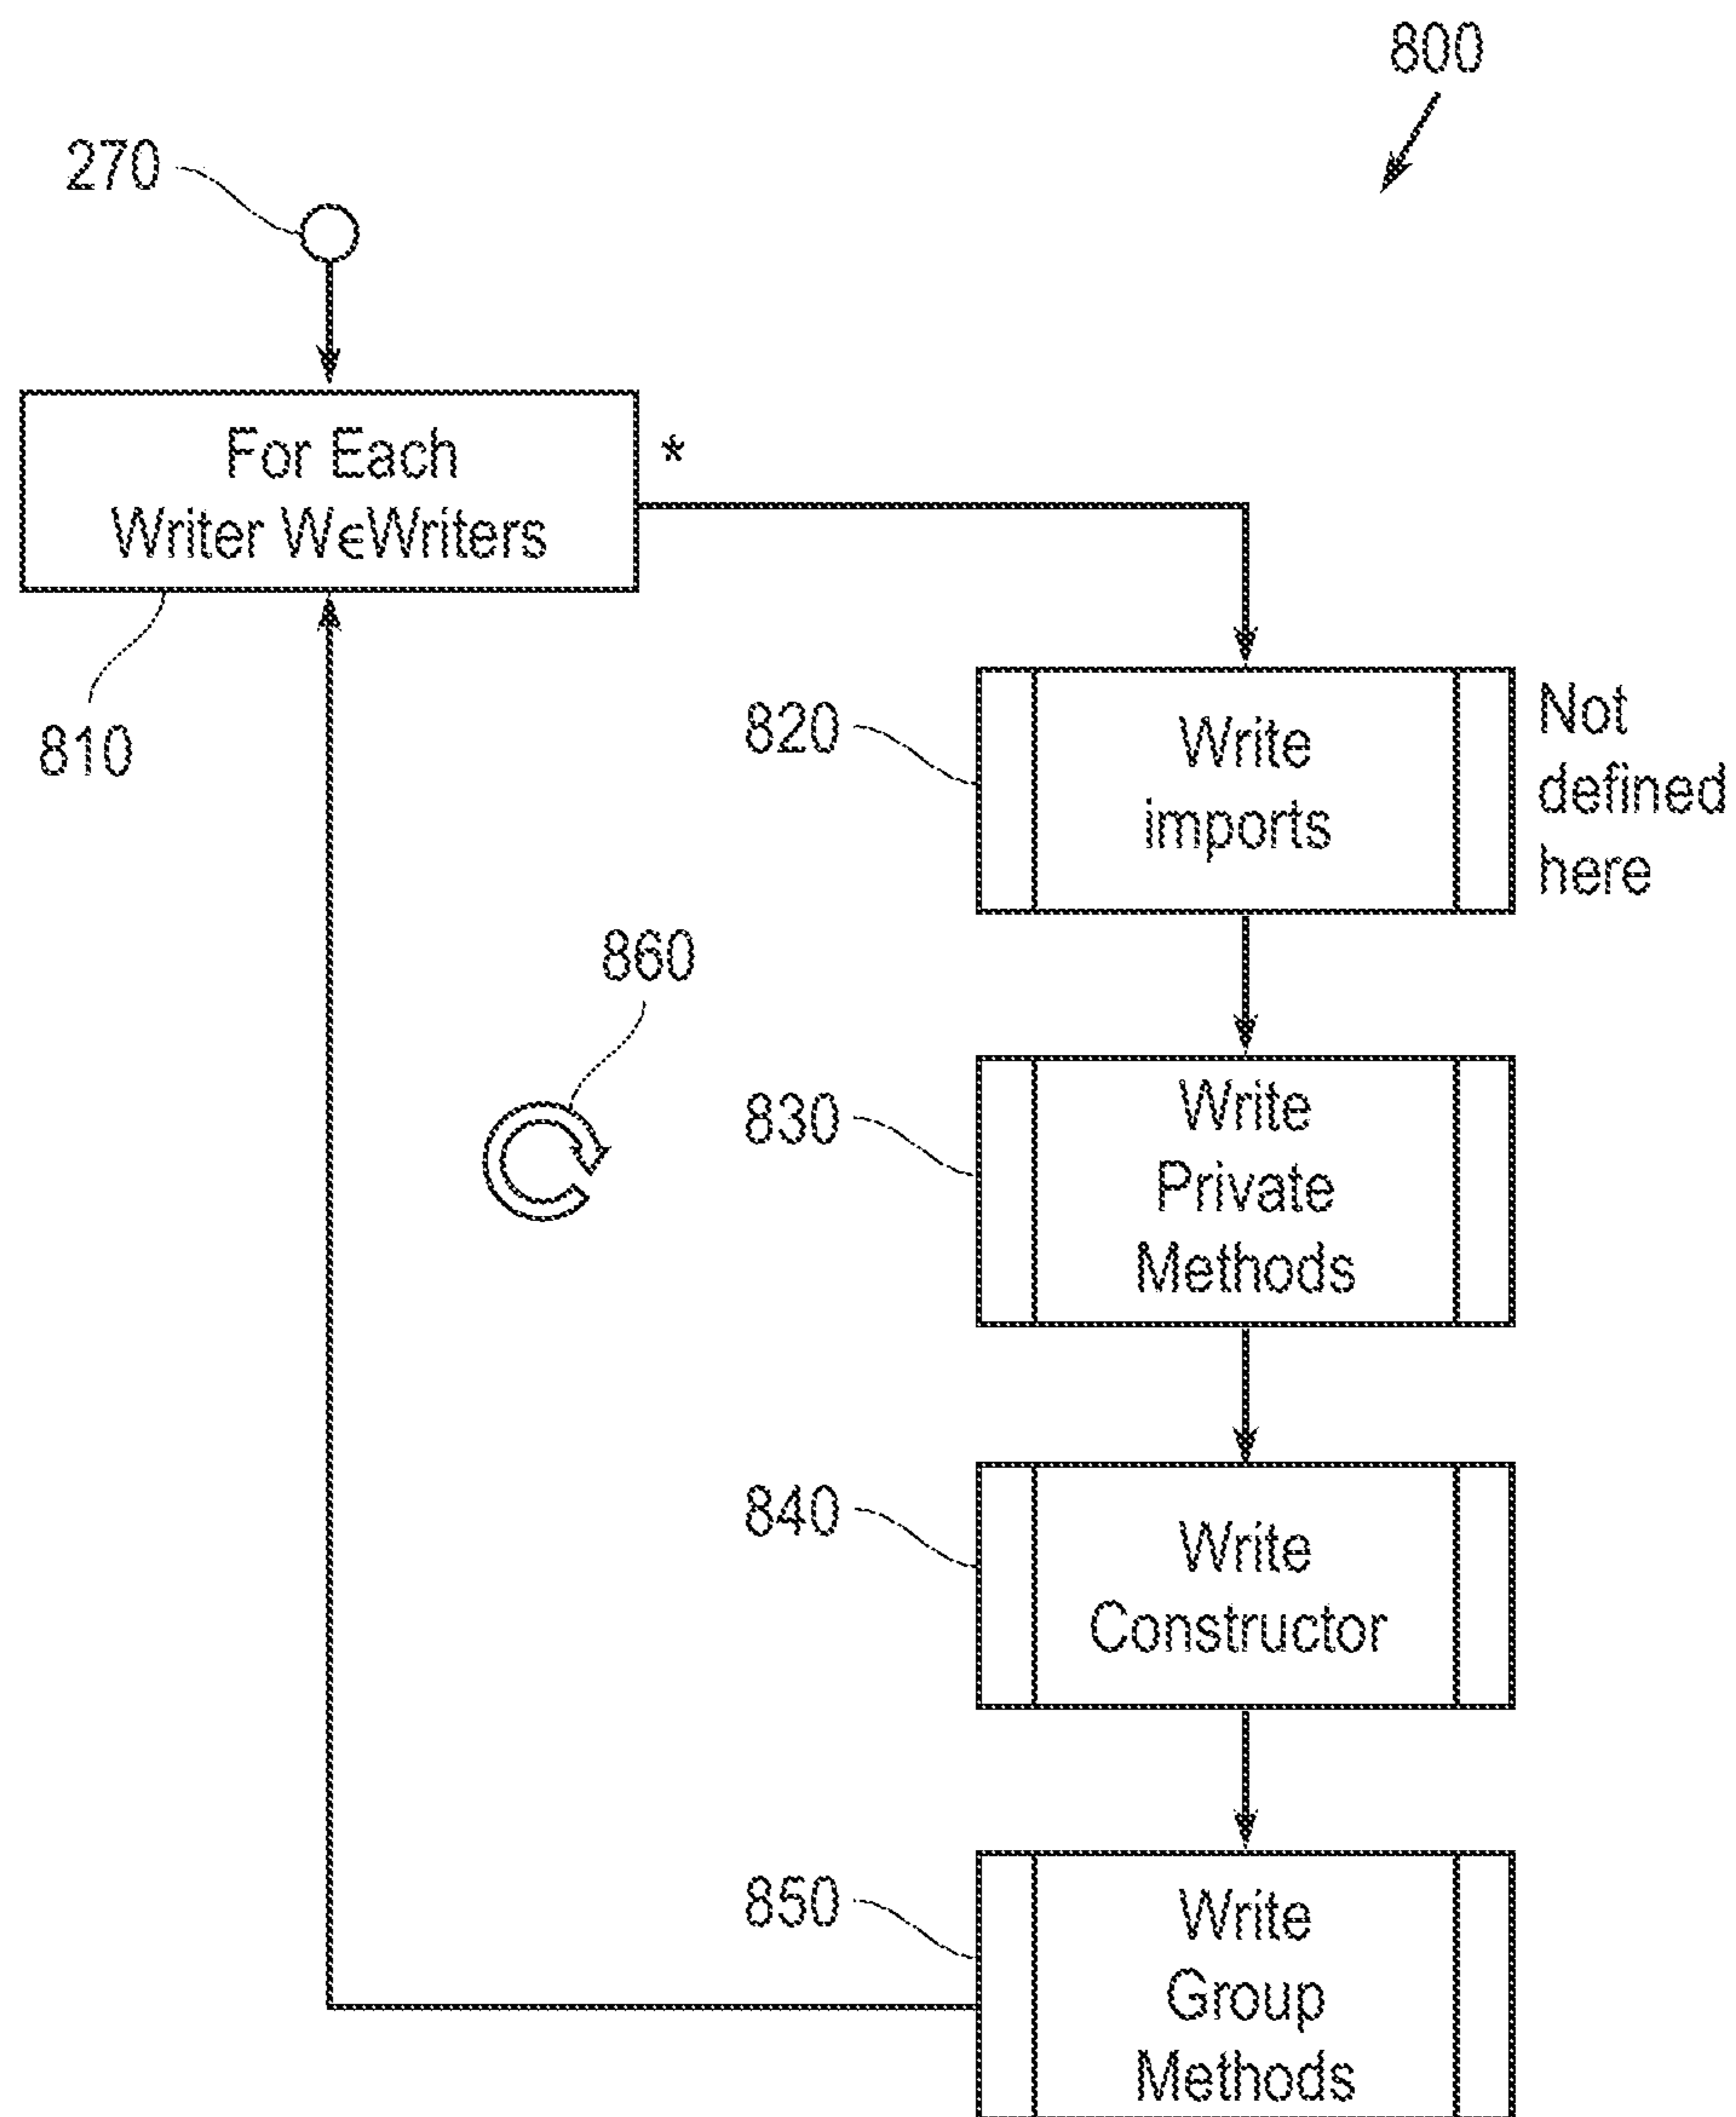 800
270
For Each
Writer WϵWriters
*
810
820
Write
imports
Not
defined
here
860
830
Write
Private
Methods
840
Write
Constructor
850
Write
Group
Methods